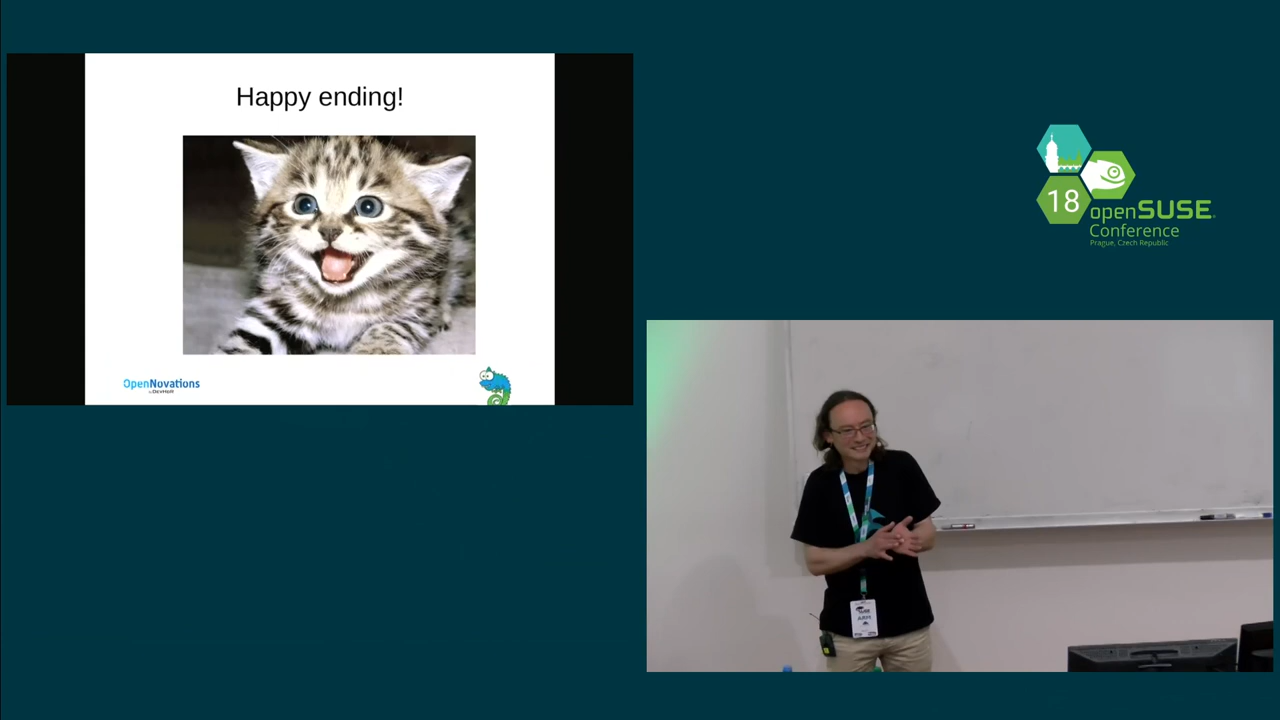 Happy ending!
OpenNovations
18
openSUSE
Conference
Prague, Czech Republic